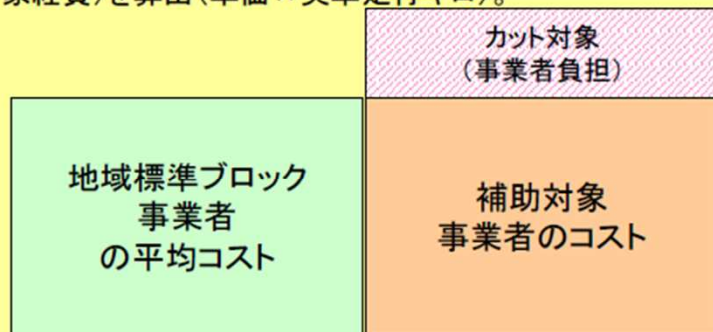 カット対象
（事業者負担）
地域標準ブロック
事業者
の平均コスト
補助対象
事業者のコスト